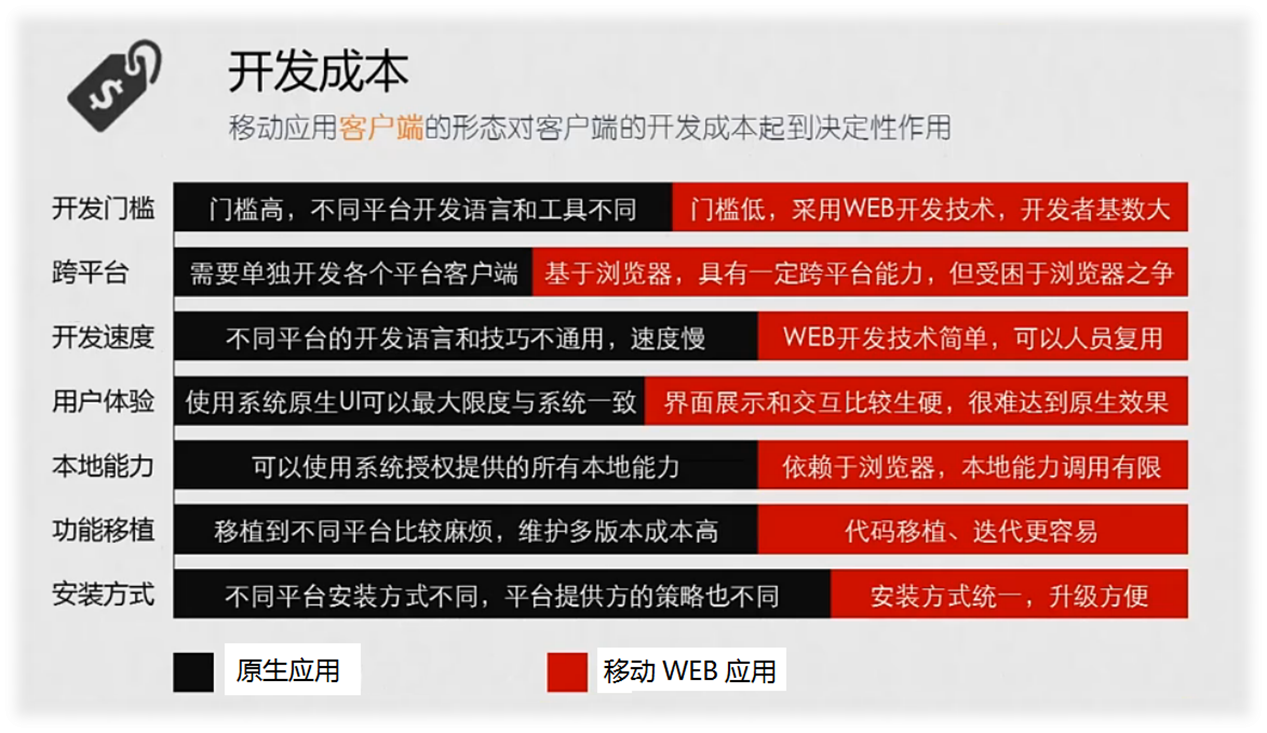 $
开发成本
移动应用客户端的形态对客户端的开发成本起到决定性作用
开发门槛 门槛高，不同平台开发语言和工具不同 门槛低，采用WEB开发技术，开发者基数大
跨平台 需要单独开发各个平台客户端 基于浏览器，具有一定跨平台能力，但受困于浏览器之争
开发速度 不同平台的开发语言和技巧不通用，速度慢 WEB开发技术简单，可以人员复用
用户体验 使用系统原生UI可以最大限度与系统一致 界面展示和交互比较生硬，很难达到原生效果
本地能力 可以使用系统授权提供的所有本地能力 依赖于浏览器，本地能力调用有限
功能移植 移植到不同平台比较麻烦，维护多版本成本高 代码移植、迭代更容易
安装方式 不同平台安装方式不同，平台提供方的策略也不同 安装方式统一，升级方便
原生应用 移动 WEB 应用